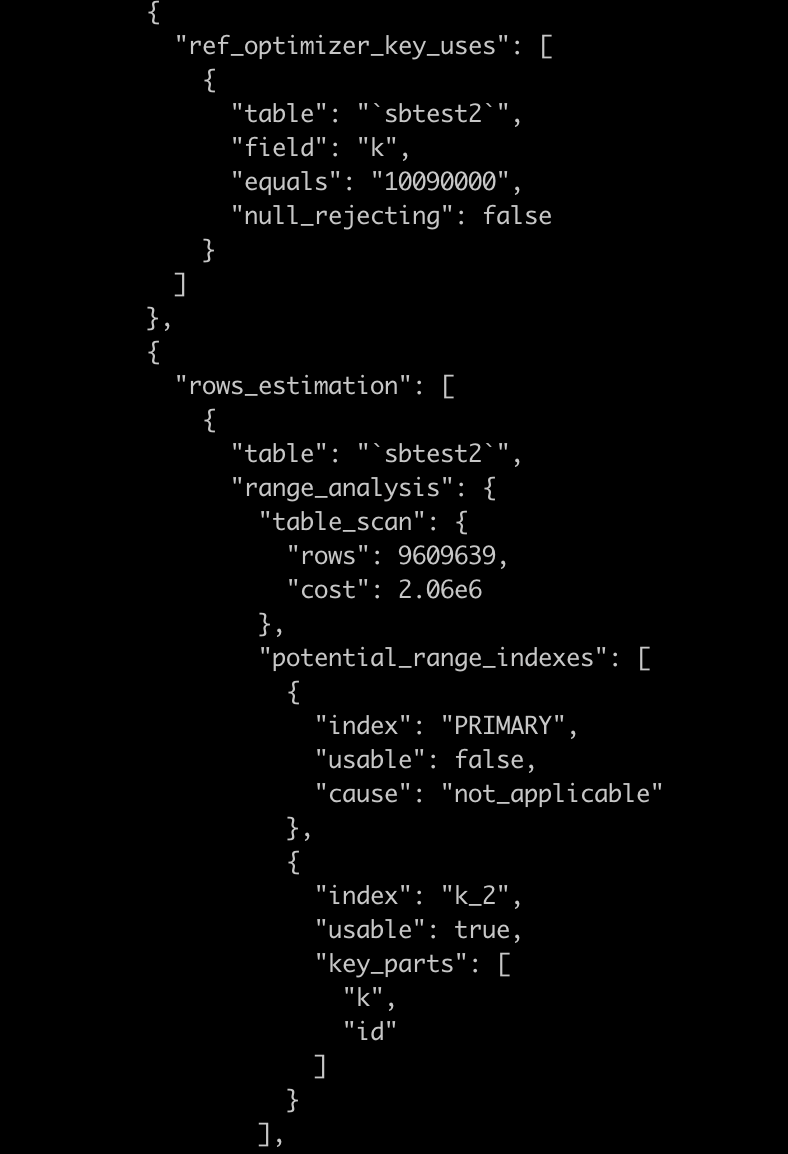 {
"ref_optimizer_key_uses": [
{
"table": "`sbtest2`",
"field": "k",
"equals": "10090000",
"null_rejecting": false
}
]
},
{
"rows_estimation": [
{
"table": "`sbtest2`",
"range_analysis": {
"table_scan": {
"rows": 9609639,
"cost": 2.06e6
},
"potential_range_indexes": [
{
"index": "PRIMARY",
"usable": false,
"cause": "not_applicable"
},
{
"index": "k_2",
"usable": true,
"key_parts": [
"k",
"id"
]
}
],